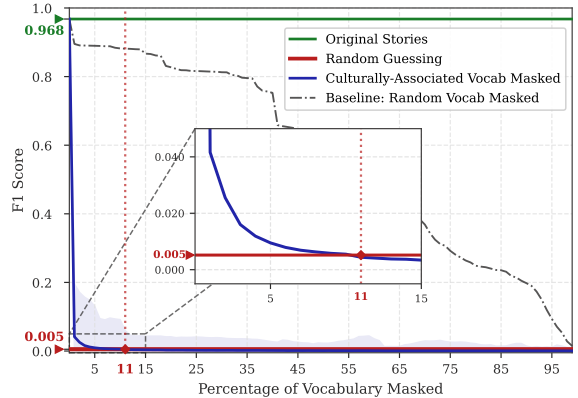 1.0
0.968
0.8
0.6
0.4
0.2
0.005
0.0
F1 Score
Original Stories
Random Guessing
Culturally-Associated Vocab Masked
Baseline: Random Vocab Masked
0.040
0.020
0.005
0.000
5 11 15
5 11 15 25 35 45 55 65 75 85 95
Percentage of Vocabulary Masked